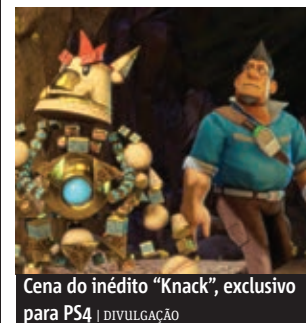 Cena do inédito “Knack”, exclusivo
para PS4 | DIVULGAÇÃO